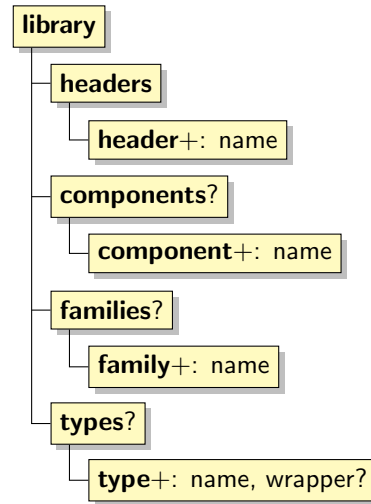 library
headers
header+: name
components?
component+: name
families?
family+: name
types?
type+: name, wrapper?